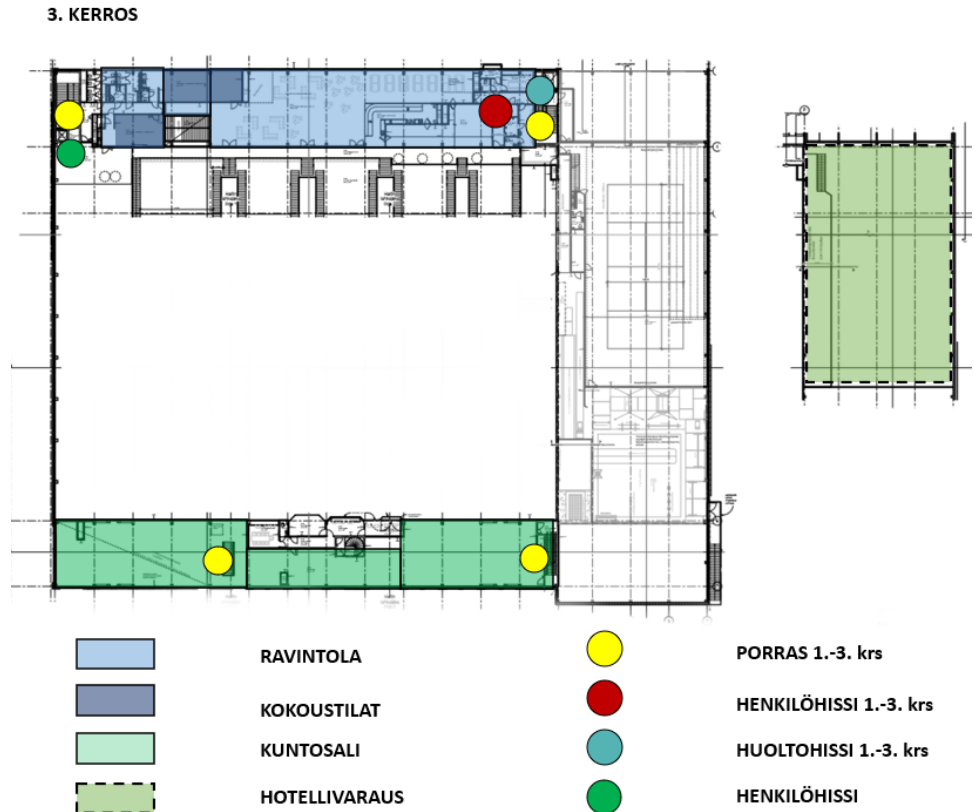 3. KERROS
RAVINTOLA
KOKOUSTILAT
KUNTOSALI
HOTELLIVARAUS
PORRAS 1.-3. krs
HENKILÖHISSI 1.-3. krs
HUOLTOHISSI 1.-3. krs
HENKILÖHISSI